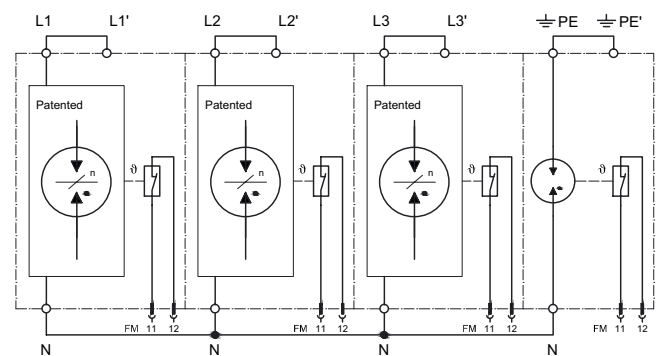 L1 L1' L2 L2' L3 L3' PE PE'
Patented Patented Patented
n n n
ϑ ϑ ϑ ϑ
FM 11 12 FM 11 12 FM 11 12 FM 11 12
N N N N